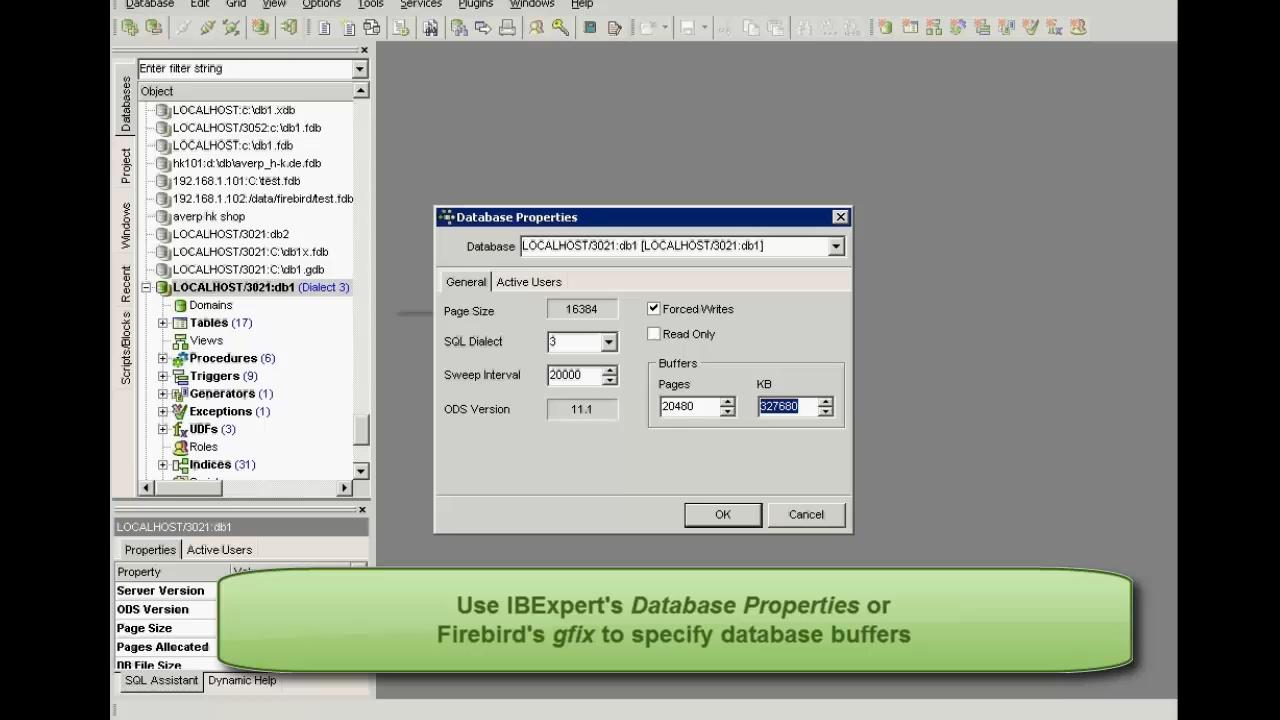 Database Edit Grid View Options Tools Services Plugins Windows Help
Enter filter string
Object
Databases
Project
Windows
Recent
Scripts/Blocks
LOCALHOST:c:\db1.xdb
LOCALHOST/3052:c:\db1.fdb
LOCALHOST:c:\db1.fdb
hk101:d:\db\averp_h-k.de.fdb
192.168.1.101:C:\test.fdb
192.168.1.102:/data/firebird/test.fdb
averp hk shop
LOCALHOST/3021:db2
LOCALHOST/3021:C:\db1x.fdb
LOCALHOST/3021:C:\db1.gdb
LOCALHOST/3021:db1 (Dialect 3)
Domains
Tables (17)
Views
Procedures (6)
Triggers (9)
Generators (1)
Exceptions (1)
UDFs (3)
Roles
Indices (31)
Database Properties
Database LOCALHOST/3021:db1 [LOCALHOST/3021:db1]
General Active Users
Page Size 16384
SQL Dialect 3
Sweep Interval 20000
ODS Version 11.1
Forced Writes
Read Only
Buffers
Pages KB
20480 327680
OK Cancel
LOCALHOST/3021:db1
Properties Active Users
Property
Server Version
ODS Version
Page Size
Pages Allocated
DB File Size
SQL Assistant Dynamic Help
Use IBExpert's Database Properties or
Firebird's gfix to specify database buffers